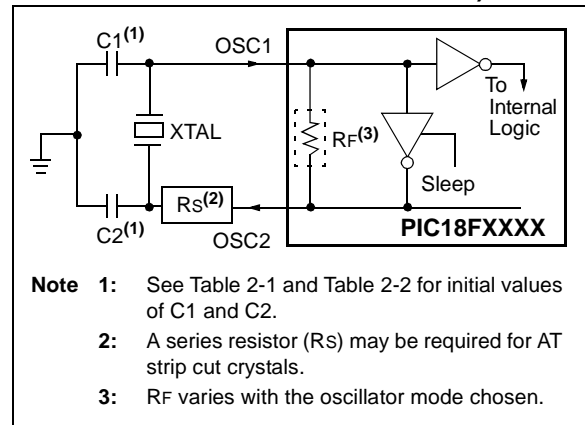 C1(1)
OSC1
To
Internal
Logic
XTAL
RF(3)
Sleep
RS(2)
C2(1)
OSC2
PIC18FXXXX
Note 1: See Table 2-1 and Table 2-2 for initial values
of C1 and C2.
2: A series resistor (RS) may be required for AT
strip cut crystals.
3: RF varies with the oscillator mode chosen.